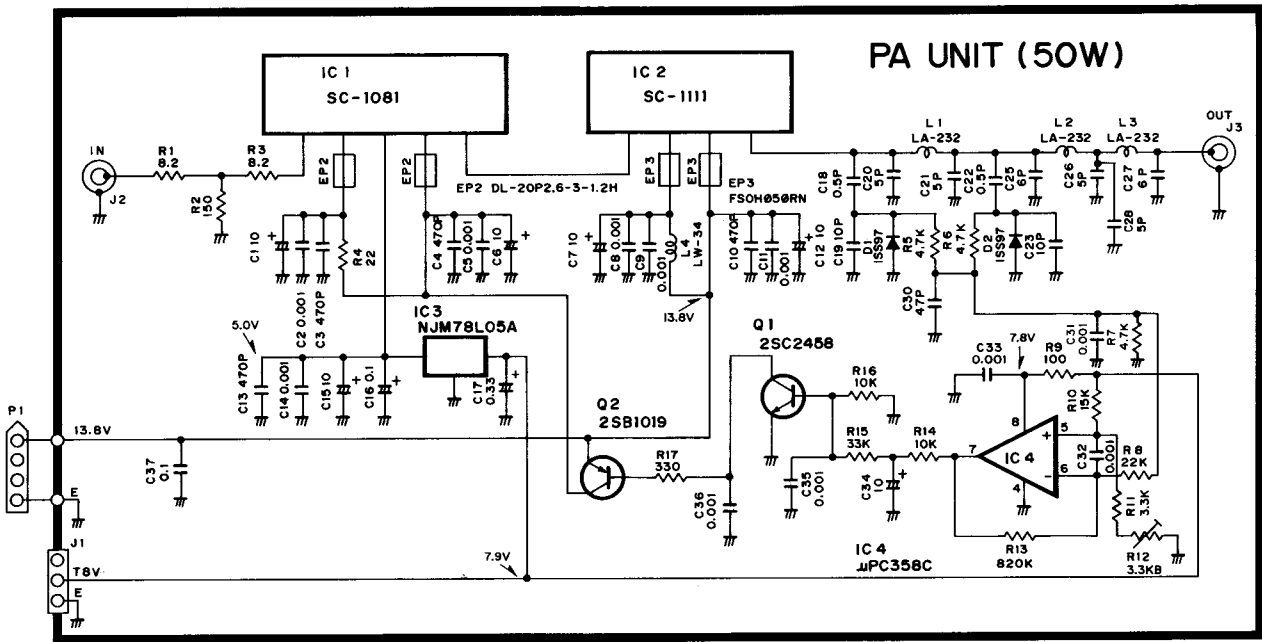 PA UNIT (50W)
IC 1
SC-1081
IC 2
SC-1111
IN
J2
R1
8.2
R3
8.2
R2
150
EP2
EP2
EP2 DL-20P2.6-3-1.2H
EP3
EP3
EP3
FSOH050RN
L1
LA-232
L2
LA-232
L3
LA-232
OUT
J3
C1 10
C2 0.001
C3 470P
R4
22
C4 470P
C5 0.001
C6 10
C7 10
C8 0.001
C9
0.001
L4
LW-34
C10 470P
C11
0.001
C12 10
C18
0.5P
C20
5P
C21
5P
C22
0.5P
C25
6P
C26
5P
C27
6P
C28
5P
C19 10P
D1
1SS97
R5
4.7K
R6
4.7K
D2
1SS97
C23
10P
C30
47P
13.8V
5.0V
IC3
NJM78L05A
C13 470P
C14 0.001
C15 10
C16 0.1
C17
0.33
Q1
2SC2458
C33
0.001
7.8V
R9
100
C31
0.001
R7
4.7K
R16
10K
R10
15K
P1
13.8V
C37
0.1
E
Q2
2SB1019
R17
330
C36
0.001
R15
33K
R14
10K
C35
0.001
C34
10
7
8
IC 4
4
+
5
-
6
C32
0.001
R8
22K
R11
3.3K
R12
3.3KB
R13
820K
IC 4
μPC358C
J1
T8V
E
7.9V